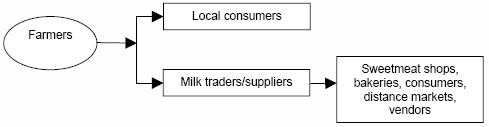 Farmers
Local consumers
Milk traders/suppliers
Sweetmeat shops,
bakeries, consumers,
distance markets,
vendors